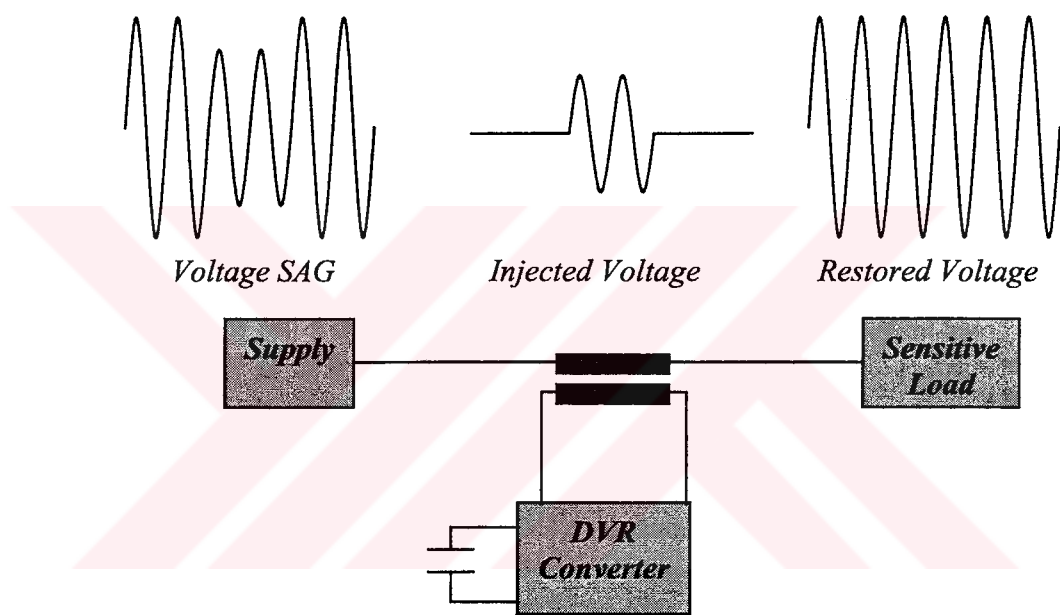 Voltage SAG
Injected Voltage
Restored Voltage
Supply
Sensitive
Load
DVR
Converter